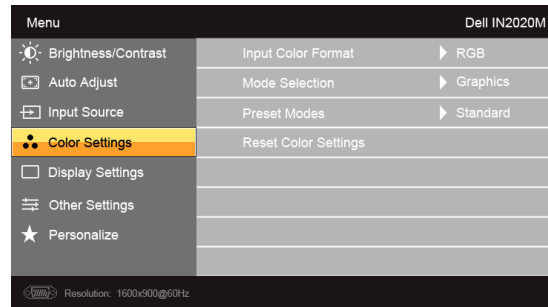 Menu Dell IN2020M
Brightness/Contrast Input Color Format RGB
Auto Adjust Mode Selection Graphics
Input Source Preset Modes Standard
Color Settings Reset Color Settings
Display Settings
Other Settings
Personalize
Resolution: 1600x900@60Hz